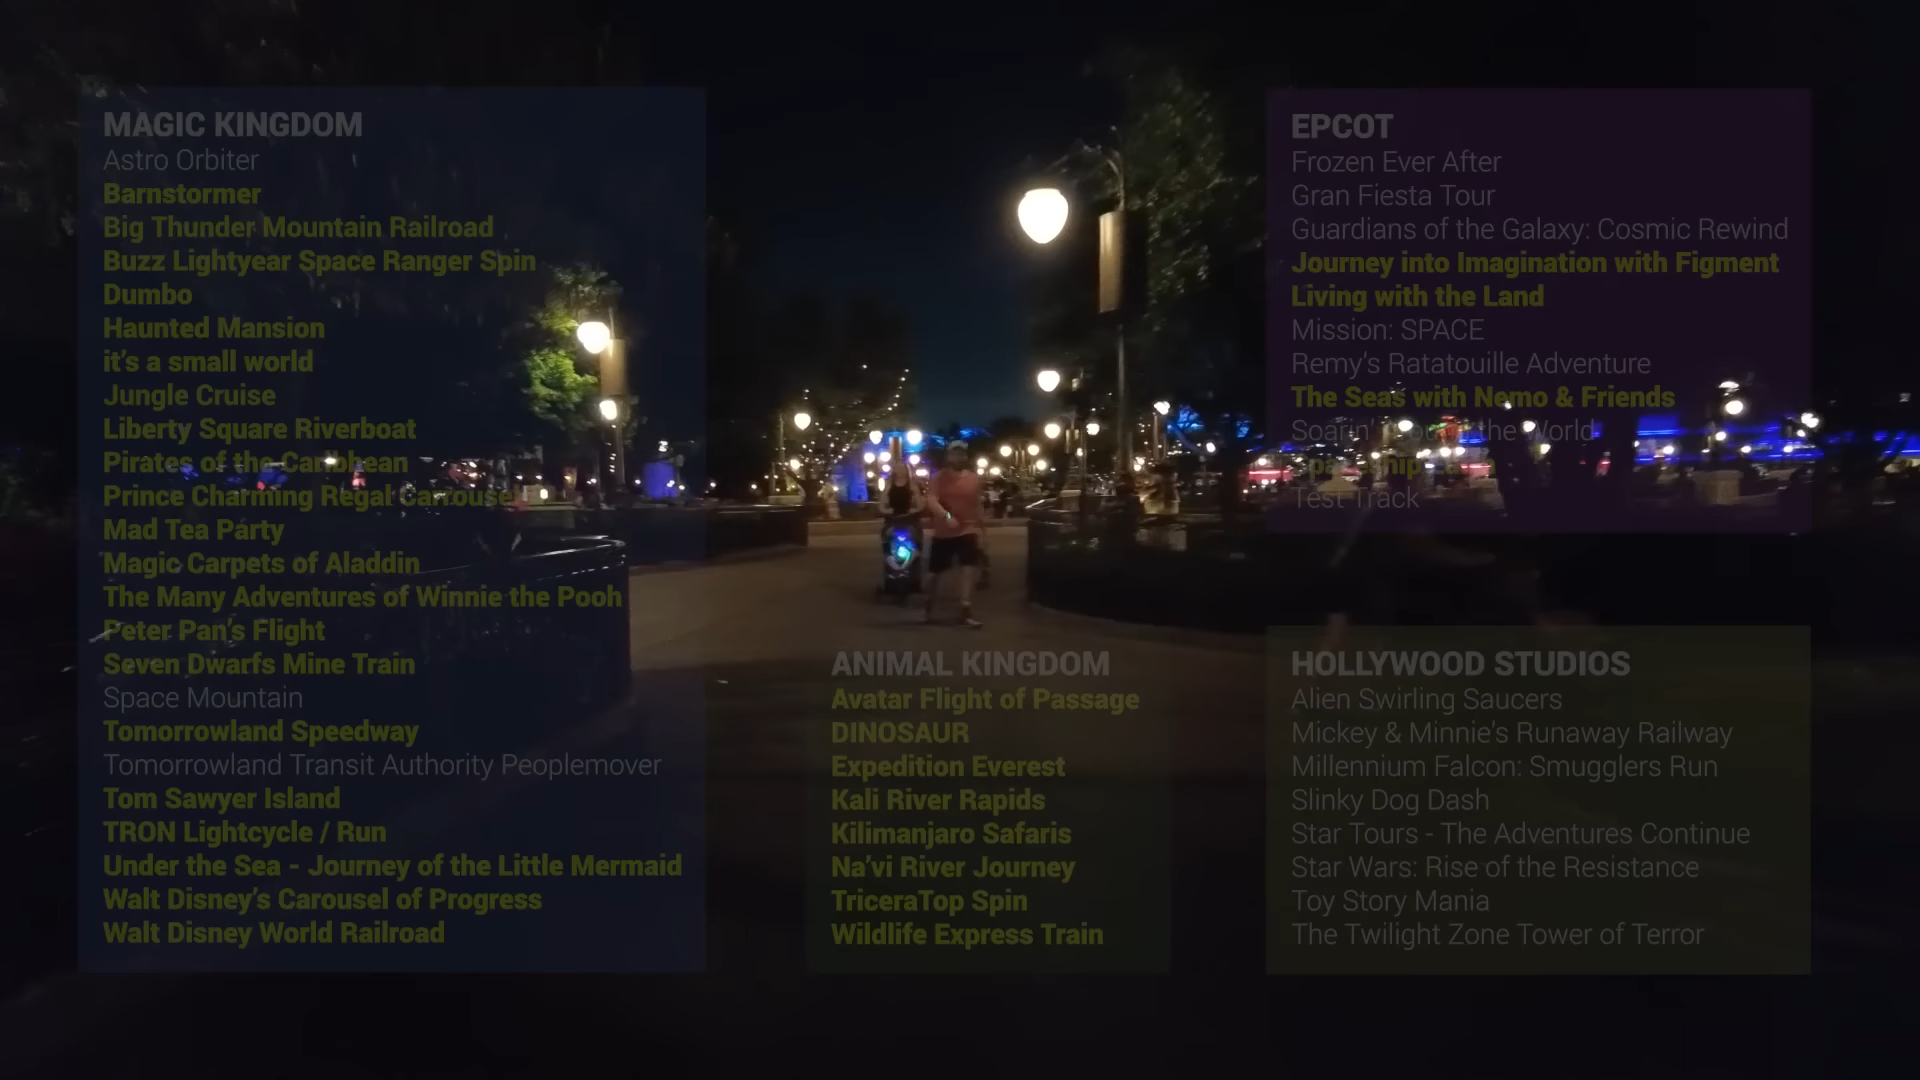 MAGIC KINGDOM
Astro Orbiter
Barnstormer
Big Thunder Mountain Railroad
Buzz Lightyear Space Ranger Spin
Dumbo
Haunted Mansion
it's a small world
Jungle Cruise
Liberty Square Riverboat
Pirates of the Caribbean
Prince Charming Regal Carrousel
Mad Tea Party
Magic Carpets of Aladdin
The Many Adventures of Winnie the Pooh
Peter Pan's Flight
Seven Dwarfs Mine Train
Space Mountain
Tomorrowland Speedway
Tomorrowland Transit Authority Peoplemover
Tom Sawyer Island
TRON Lightcycle / Run
Under the Sea - Journey of the Little Mermaid
Walt Disney's Carousel of Progress
Walt Disney World Railroad
ANIMAL KINGDOM
Avatar Flight of Passage
DINOSAUR
Expedition Everest
Kali River Rapids
Kilimanjaro Safaris
Na'vi River Journey
TriceraTop Spin
Wildlife Express Train
EPCOT
Frozen Ever After
Gran Fiesta Tour
Guardians of the Galaxy: Cosmic Rewind
Journey into Imagination with Figment
Living with the Land
Mission: SPACE
Remy's Ratatouille Adventure
The Seas with Nemo & Friends
Soarin' the World
Test Track
HOLLYWOOD STUDIOS
Alien Swirling Saucers
Mickey & Minnie's Runaway Railway
Millennium Falcon: Smugglers Run
Slinky Dog Dash
Star Tours - The Adventures Continue
Star Wars: Rise of the Resistance
Toy Story Mania
The Twilight Zone Tower of Terror